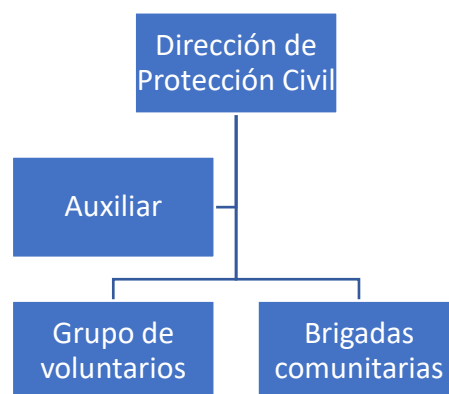 Dirección de
Protección Civil
Auxiliar
Grupo de
voluntarios
Brigadas
comunitarias